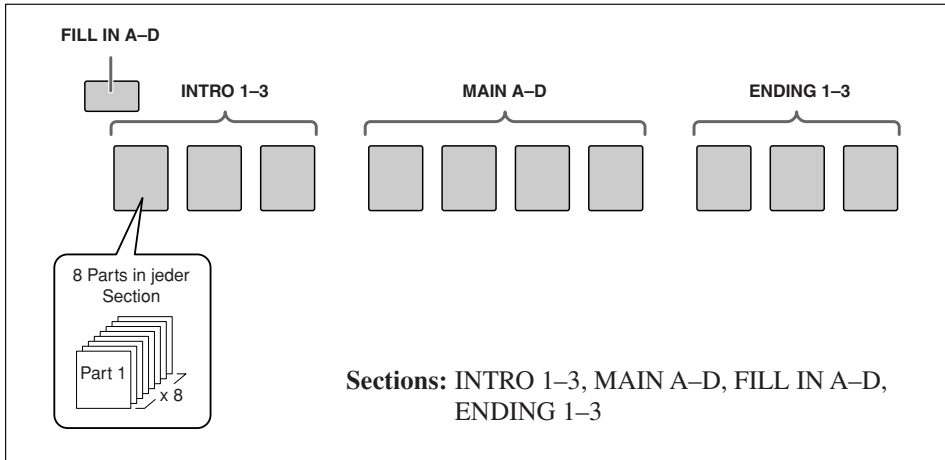 FILL IN A–D
INTRO 1–3
MAIN A–D
ENDING 1–3
8 Parts in jeder
Section
Part 1
x 8
Sections: INTRO 1–3, MAIN A–D, FILL IN A–D,
ENDING 1–3